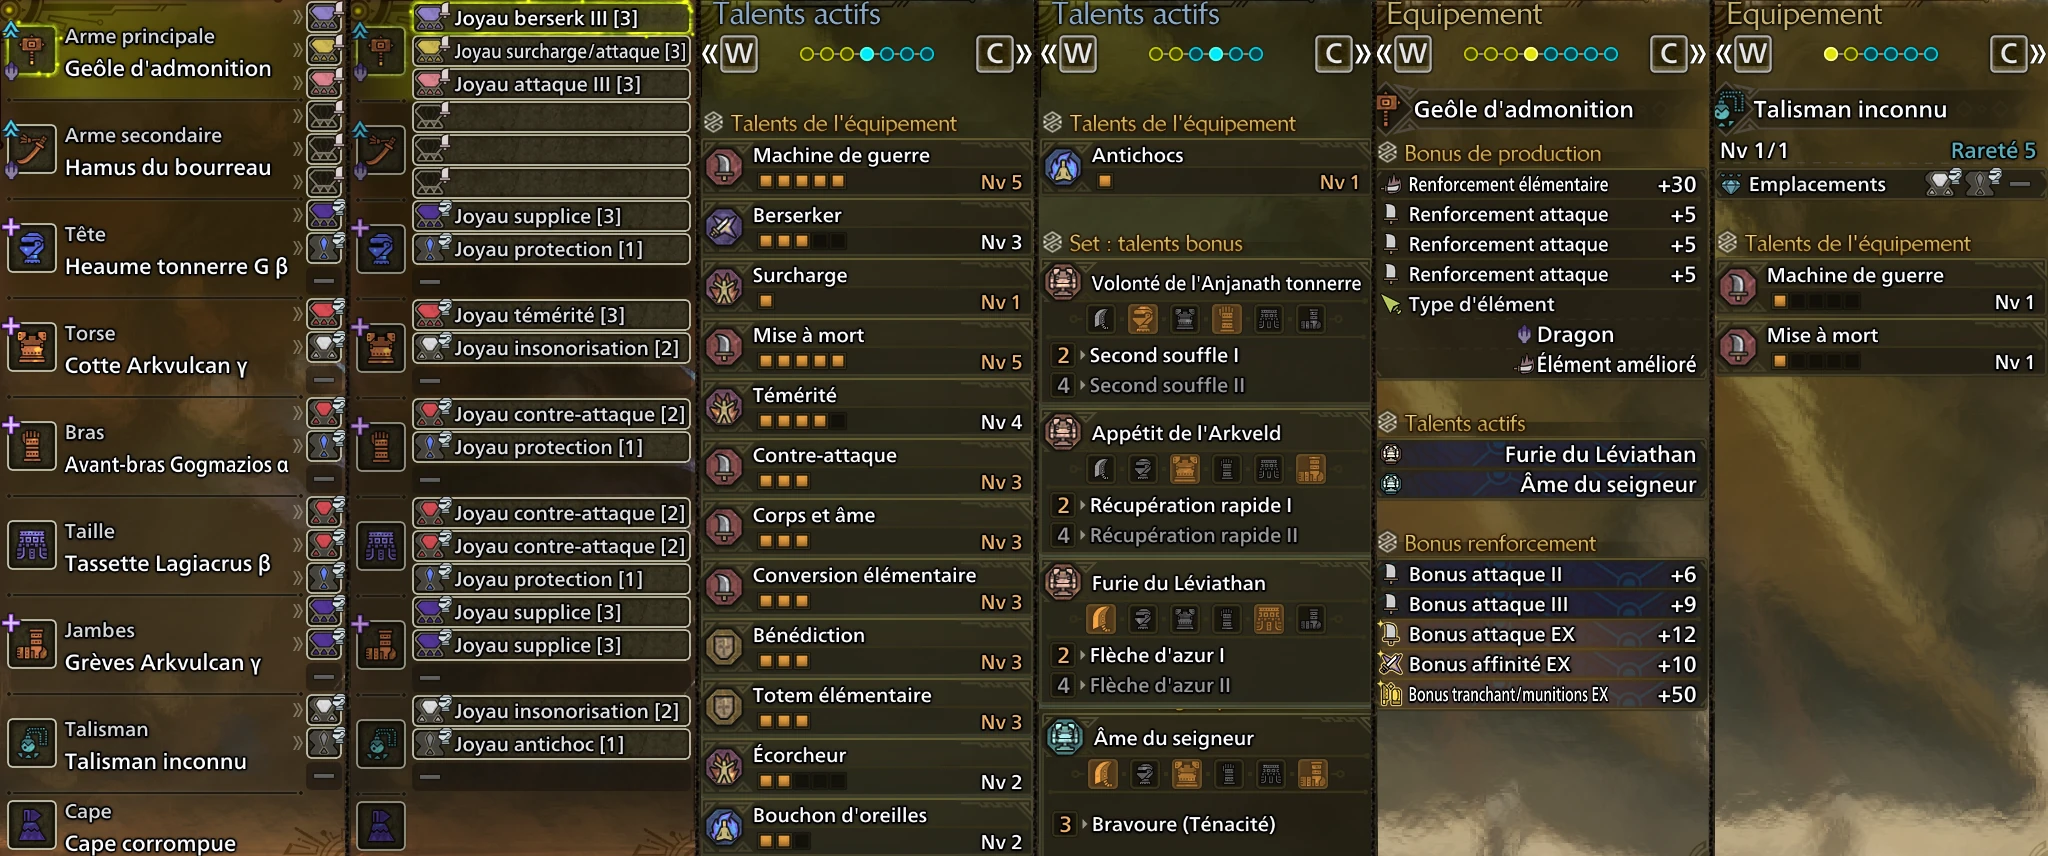 Arme principale
Geôle d'admonition
Arme secondaire
Hamus du bourreau
Tête
Heaume tonnerre G β
Torse
Cotte Arkvulcan γ
Bras
Avant-bras Gogmazios α
Taille
Tassette Lagiacrus β
Jambes
Grèves Arkvulcan γ
Talisman
Talisman inconnu
Cape
Cape corrompue
Joyau berserk III [3]
Joyau surcharge/attaque [3]
Joyau attaque III [3]
Joyau supplice [3]
Joyau protection [1]
Joyau témérité [3]
Joyau insonorisation [2]
Joyau contre-attaque [2]
Joyau protection [1]
Joyau contre-attaque [2]
Joyau contre-attaque [2]
Joyau protection [1]
Joyau supplice [3]
Joyau supplice [3]
Joyau insonorisation [2]
Joyau antichoc [1]
Talents actifs
W C
Talents de l'équipement
Machine de guerre
Nv 5
Berserker
Nv 3
Surcharge
Nv 1
Mise à mort
Nv 5
Témérité
Nv 4
Contre-attaque
Nv 3
Corps et âme
Nv 3
Conversion élémentaire
Nv 3
Bénédiction
Nv 3
Totem élémentaire
Nv 3
Écorcheur
Nv 2
Bouchon d'oreilles
Nv 2
Talents actifs
W C
Talents de l'équipement
Antichocs
Nv 1
Set : talents bonus
Volonté de l'Anjanath tonnerre
2 Second souffle I
4 Second souffle II
Appétit de l'Arkveld
2 Récupération rapide I
4 Récupération rapide II
Furie du Léviathan
2 Flèche d'azur I
4 Flèche d'azur II
Âme du seigneur
3 Bravoure (Ténacité)
Equipement
W C
Geôle d'admonition
Bonus de production
Renforcement élémentaire +30
Renforcement attaque +5
Renforcement attaque +5
Renforcement attaque +5
Type d'élément
Dragon
Élément amélioré
Talents actifs
Furie du Léviathan
Âme du seigneur
Bonus renforcement
Bonus attaque II +6
Bonus attaque III +9
Bonus attaque EX +12
Bonus affinité EX +10
Bonus tranchant/munitions EX +50
Equipement
W C
Talisman inconnu
Nv 1/1 Rareté 5
Emplacements
Talents de l'équipement
Machine de guerre
Nv 1
Mise à mort
Nv 1